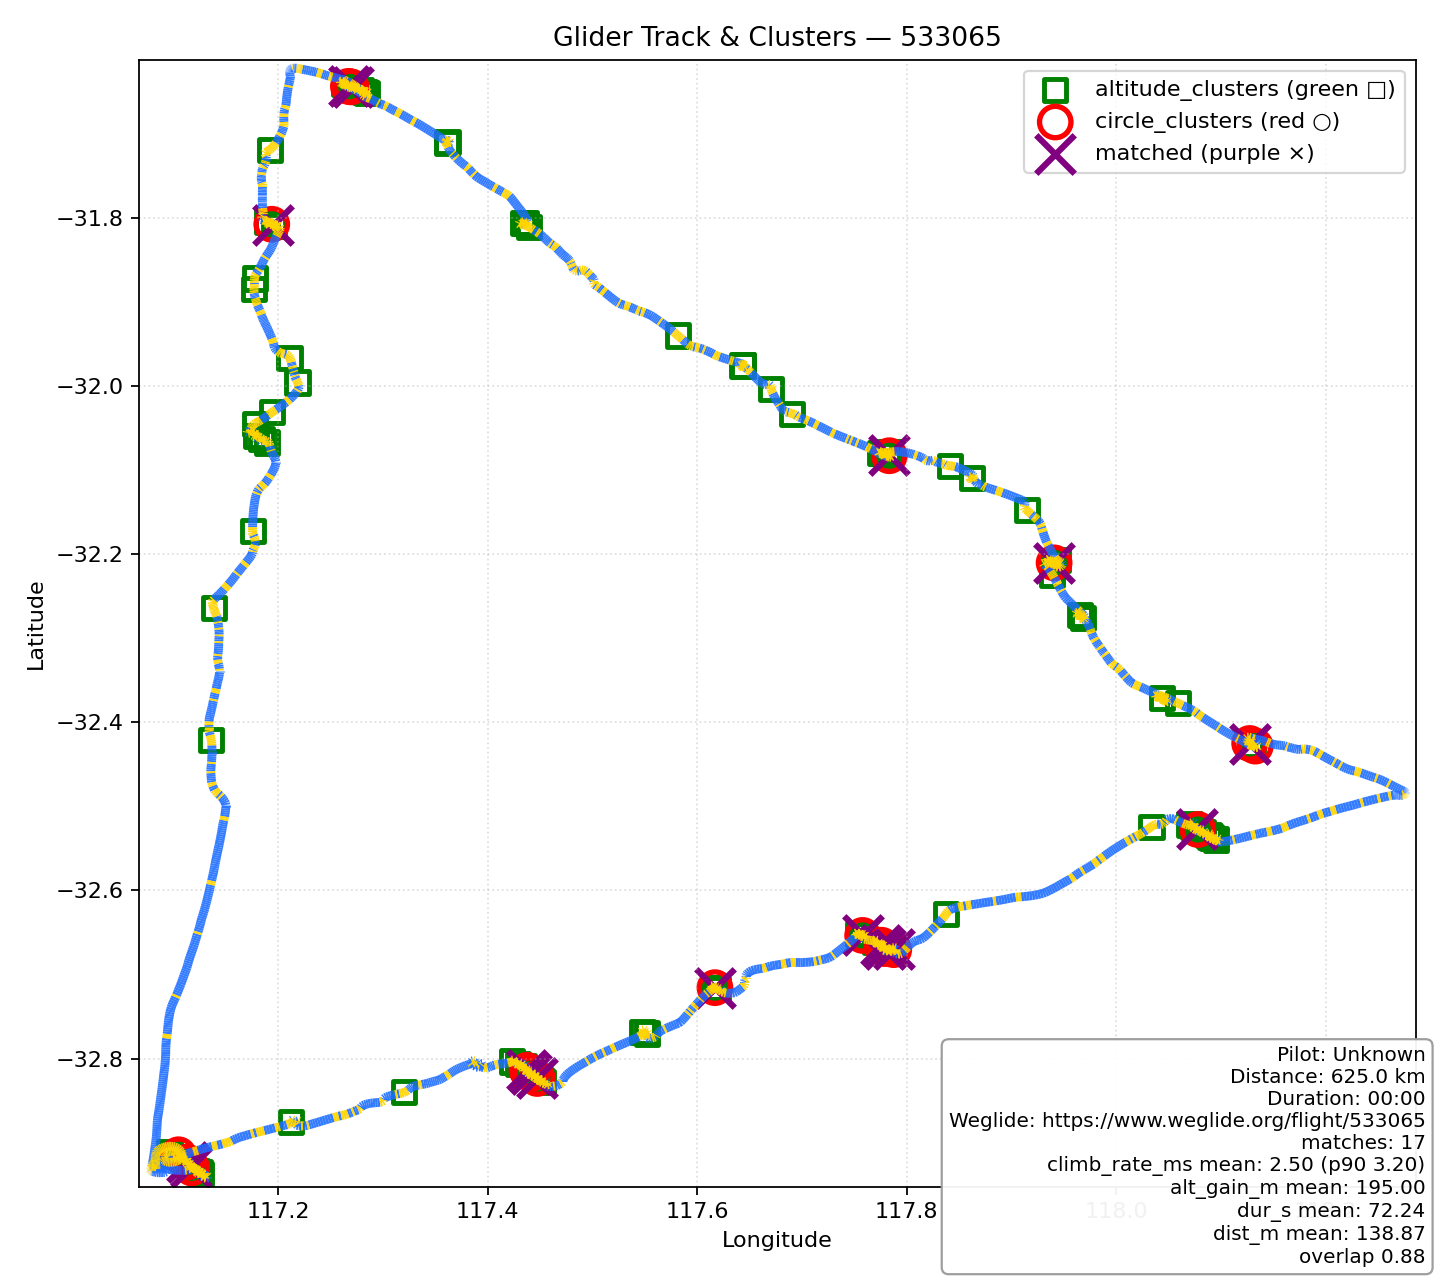 Glider Track & Clusters — 533065
altitude_clusters (green □)
circle_clusters (red ○)
matched (purple ×)
Latitude
−31.8
−32.0
−32.2
−32.4
−32.6
−32.8
117.2
117.4
117.6
117.8
118.0
Longitude
Pilot: Unknown
Distance: 625.0 km
Duration: 00:00
Weglide: https://www.weglide.org/flight/533065
matches: 17
climb_rate_ms mean: 2.50 (p90 3.20)
alt_gain_m mean: 195.00
dur_s mean: 72.24
dist_m mean: 138.87
overlap 0.88